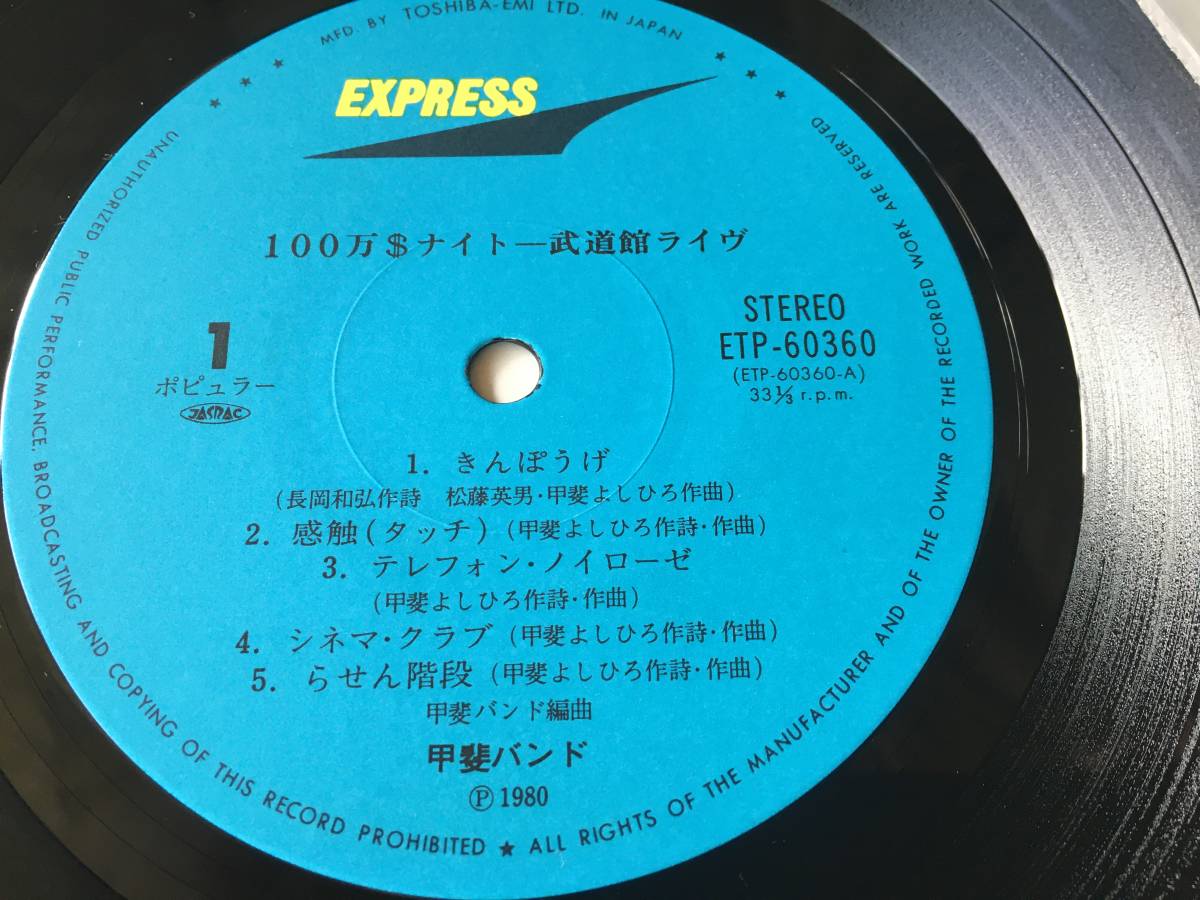 MFD. BY TOSHIBA-EMI LTD. IN JAPAN
EXPRESS
100万$ナイト—武道館ライヴ
1
ポピュラー
JASRAC
STEREO
ETP-60360
(ETP-60360-A)
33⅓ r.p.m.
1. きんぽうげ
(長岡和弘作詩 松藤英男・甲斐よしひろ作曲)
2. 感触(タッチ) (甲斐よしひろ作詩・作曲)
3. テレフォン・ノイローゼ
(甲斐よしひろ作詩・作曲)
4. シネマ・クラブ (甲斐よしひろ作詩・作曲)
5. らせん階段 (甲斐よしひろ作詩・作曲)
甲斐バンド編曲
甲斐バンド
Ⓟ 1980
UNAUTHORIZED PUBLIC PERFORMANCE, BROADCASTING AND COPYING OF THIS RECORD PROHIBITED ★ ALL RIGHTS OF THE MANUFACTURER AND OF THE OWNER OF THE RECORDED WORK ARE RESERVED